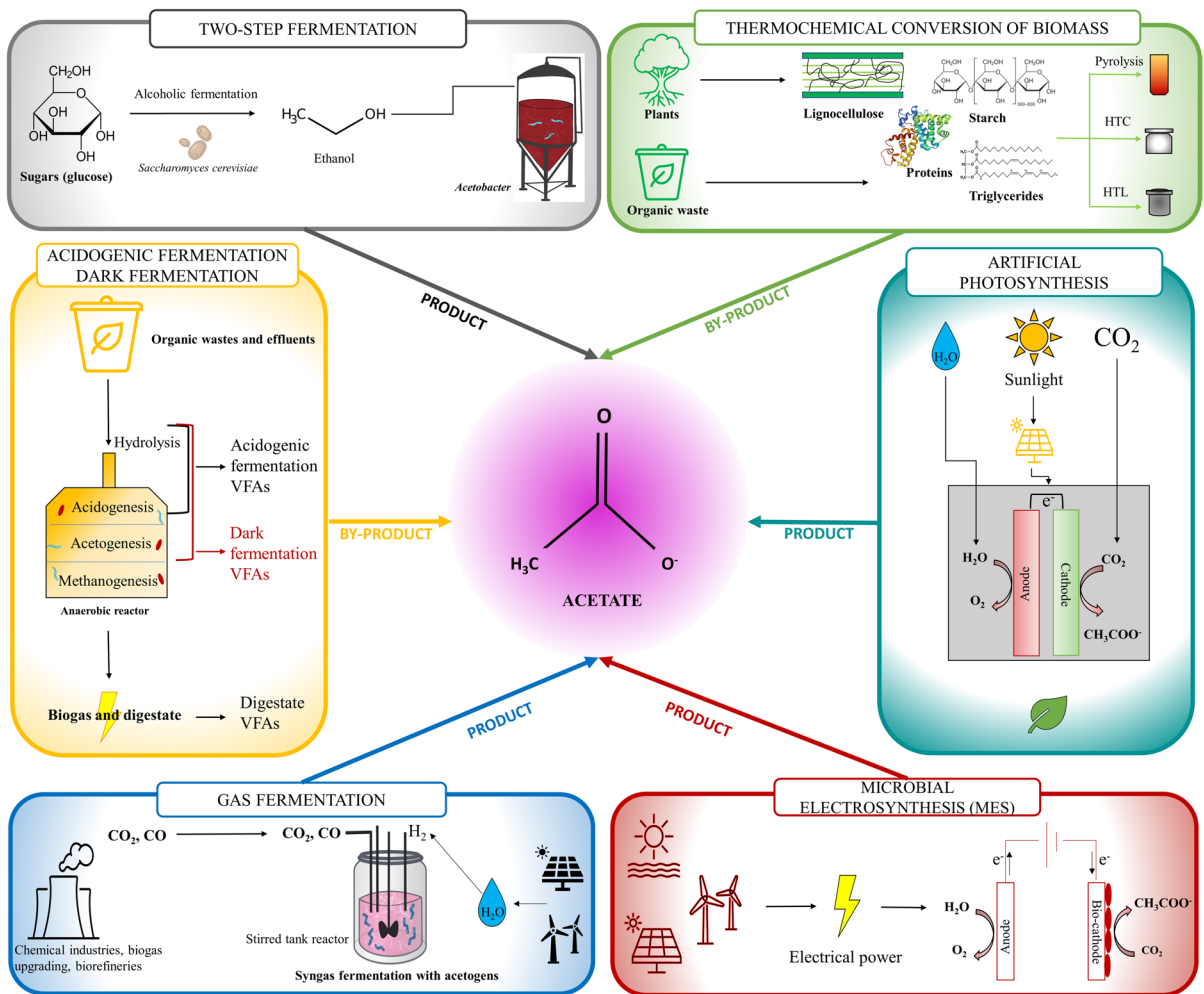 TWO-STEP FERMENTATION
CH₂OH
O
OH
HO
OH
OH
Sugars (glucose)
Alcoholic fermentation
Saccharomyces cerevisiae
H₃C
OH
Ethanol
Acetobacter
THERMOCHEMICAL CONVERSION OF BIOMASS
Plants
Lignocellulose
CH₂OH
CH₂OH
CH₂OH
Starch
Organic waste
Proteins
Triglycerides
Pyrolysis
HTC
HTL
ACIDOGENIC FERMENTATION
DARK FERMENTATION
Organic wastes and effluents
Hydrolysis
Acidogenesis
Acetogenesis
Methanogenesis
Anaerobic reactor
Acidogenic
fermentation
VFAs
Dark
fermentation
VFAs
Biogas and digestate
Digestate
VFAs
PRODUCT
BY-PRODUCT
BY-PRODUCT
PRODUCT
PRODUCT
PRODUCT
O
H₃C
O⁻
ACETATE
ARTIFICIAL
PHOTOSYNTHESIS
H₂O
Sunlight
CO₂
e⁻
H₂O
O₂
Anode
Cathode
CO₂
CH₃COO⁻
GAS FERMENTATION
CO₂, CO
CO₂, CO
H₂
H₂O
Chemical industries, biogas
upgrading, biorefineries
Stirred tank reactor
Syngas fermentation with acetogens
MICROBIAL
ELECTROSYNTHESIS (MES)
Electrical power
e⁻
e⁻
H₂O
O₂
Anode
Bio-cathode
CH₃COO⁻
CO₂